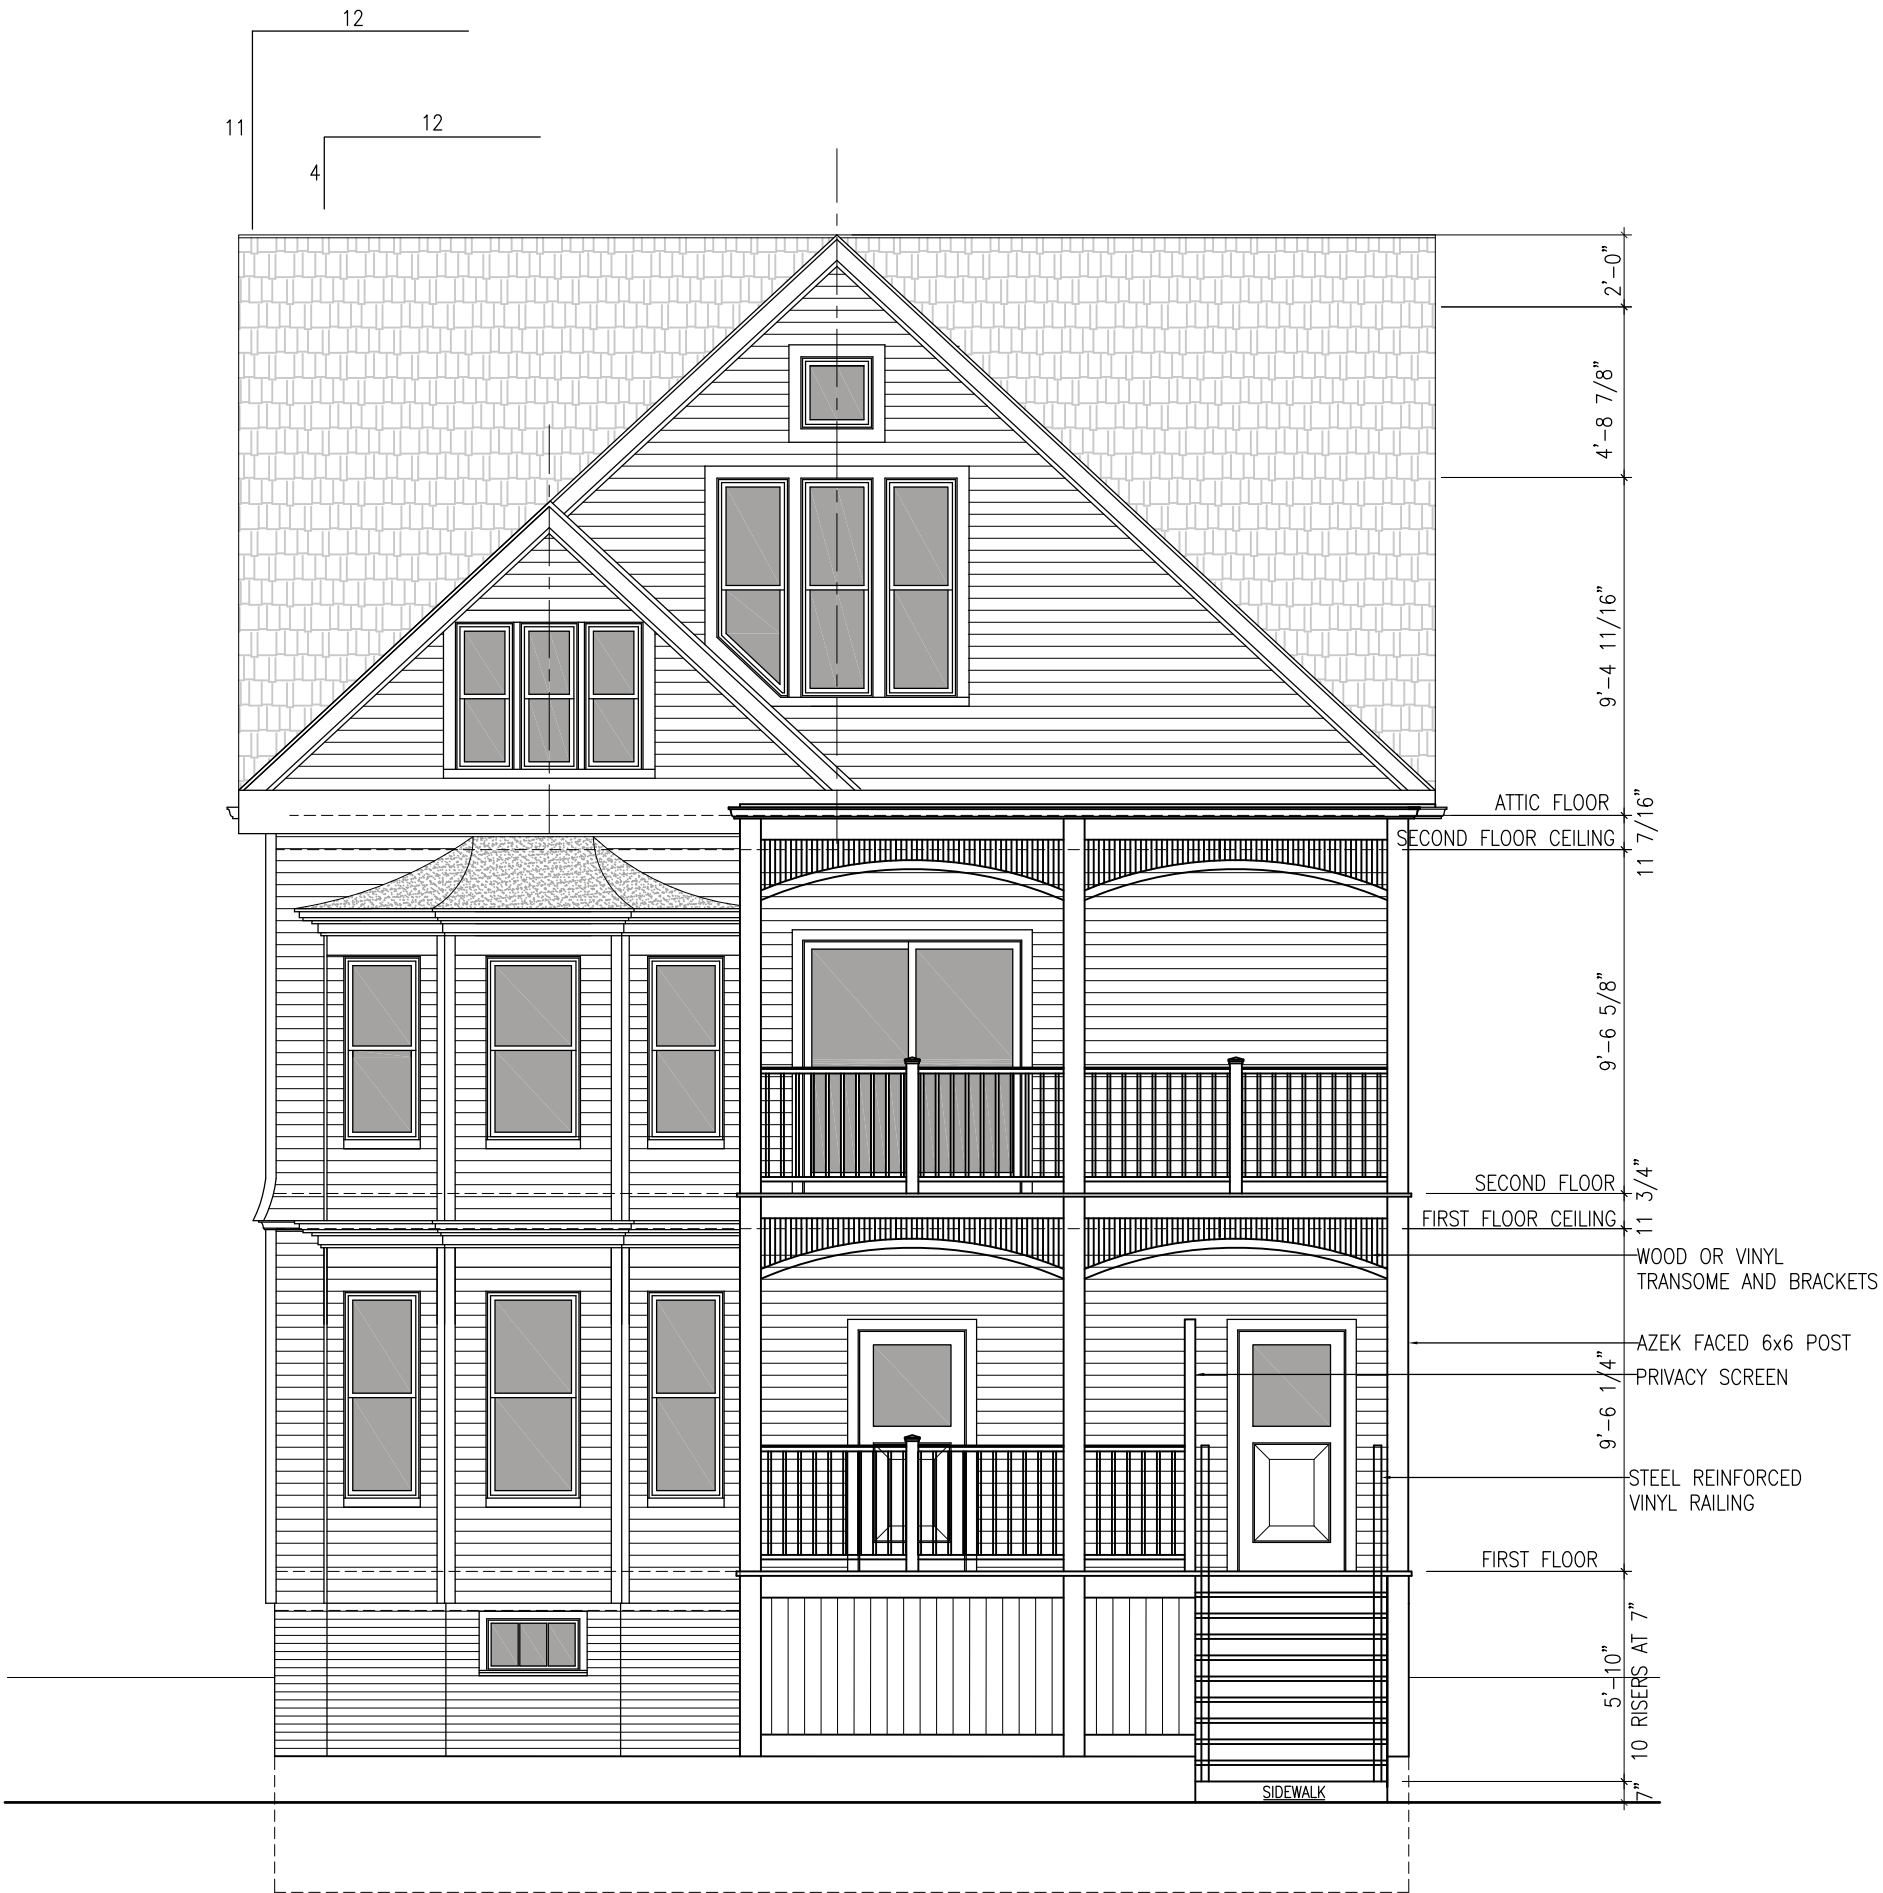 12
12
11
4
2'-0"
4'-8 7/8"
9'-4 11/16"
ATTIC FLOOR
11 7/16"
SECOND FLOOR CEILING
9'-6 5/8"
SECOND FLOOR
11 3/4"
FIRST FLOOR CEILING
WOOD OR VINYL
TRANSOME AND BRACKETS
AZEK FACED 6x6 POST
PRIVACY SCREEN
9'-6 1/4"
STEEL REINFORCED
VINYL RAILING
FIRST FLOOR
5'-10"
10 RISERS AT 7"
SIDEWALK
7"